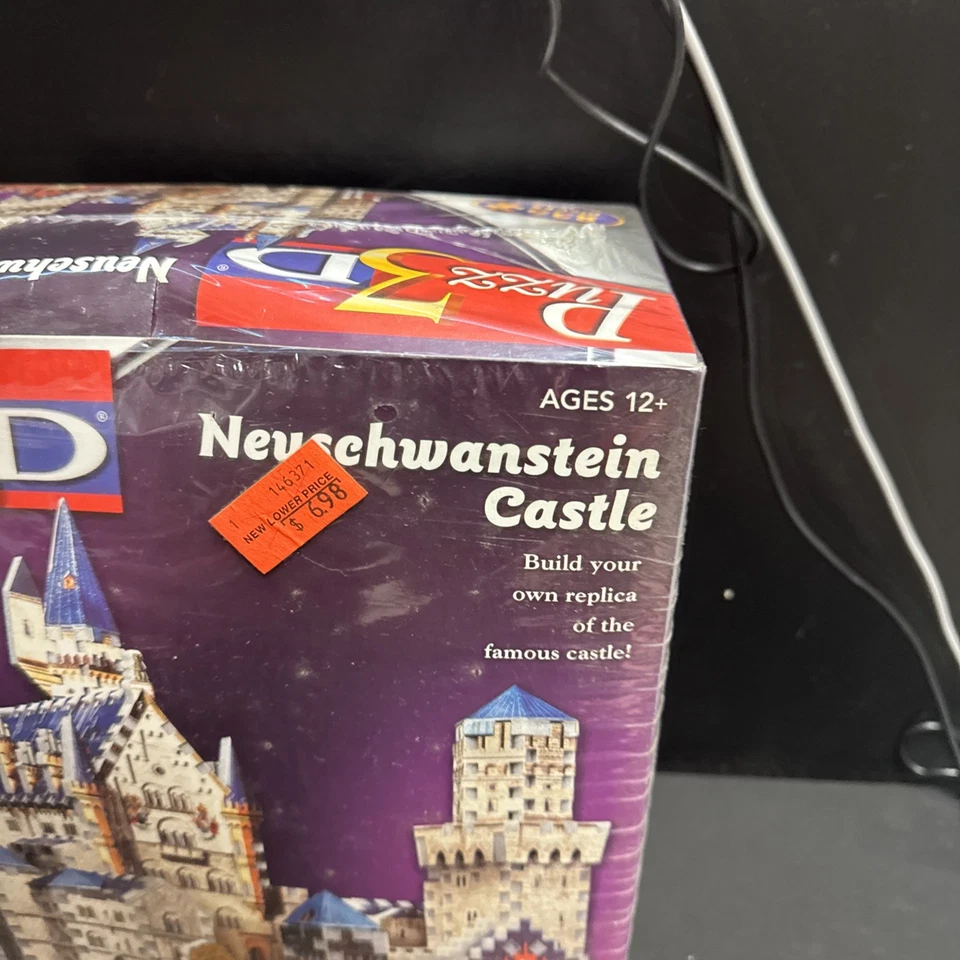 Neuschw
Puzz
3D®
D®
AGES 12+
Neuschwanstein
Castle
1 146371
NEW LOWER PRICE
$ 6.98
Build your
own replica
of the
famous castle!